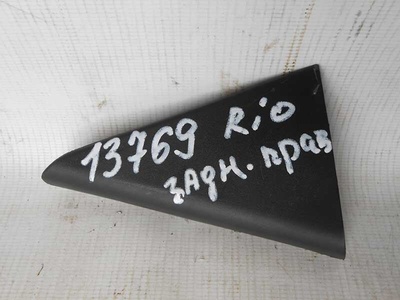 13769 Rio
задн. прав